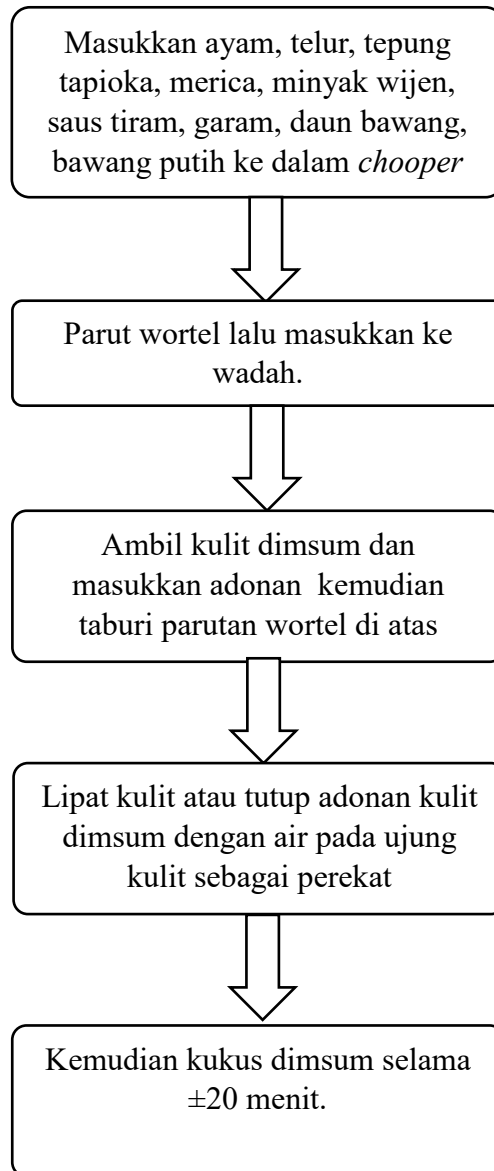 Masukkan ayam, telur, tepung
tapioka, merica, minyak wijen,
saus tiram, garam, daun bawang,
bawang putih ke dalam chooper
Parut wortel lalu masukkan ke
wadah.
Ambil kulit dimsum dan
masukkan adonan kemudian
taburi parutan wortel di atas
Lipat kulit atau tutup adonan kulit
dimsum dengan air pada ujung
kulit sebagai perekat
Kemudian kukus dimsum selama
±20 menit.